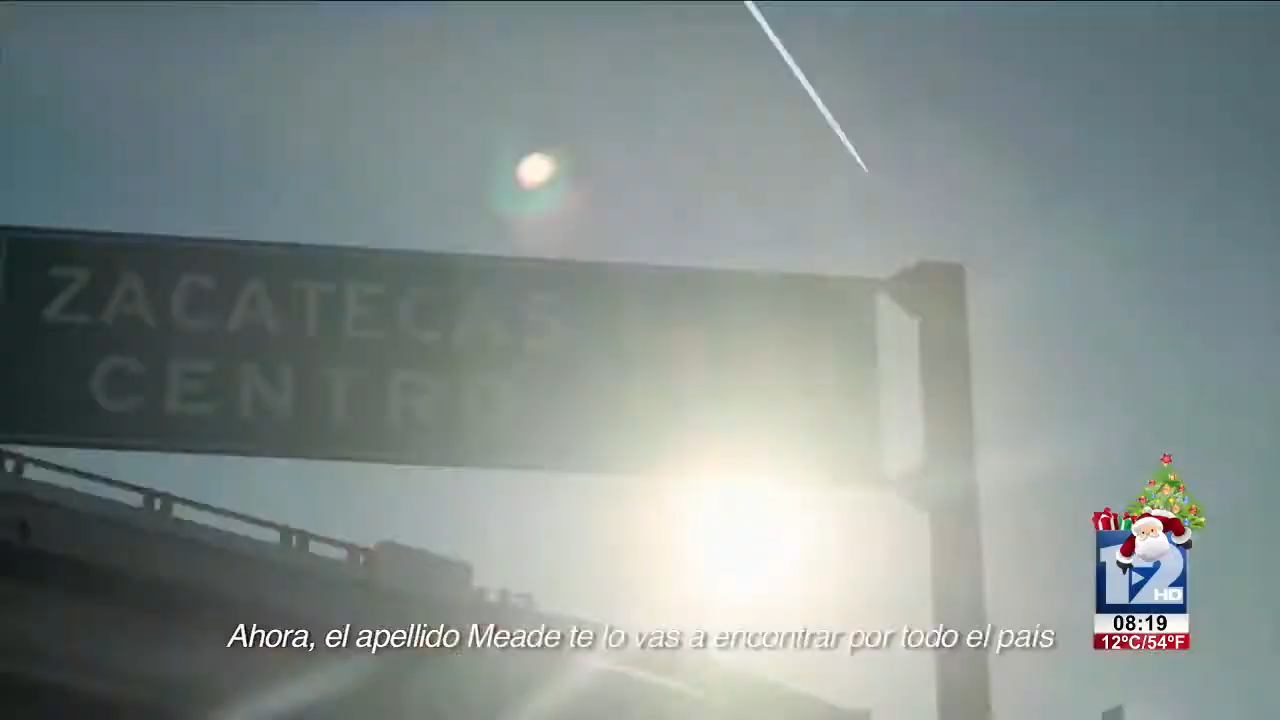 ZACATECAS
CENTRO
Ahora, el apellido Meade te lo vas a encontrar por todo el país
12
HD
08:19
12°C/54°F